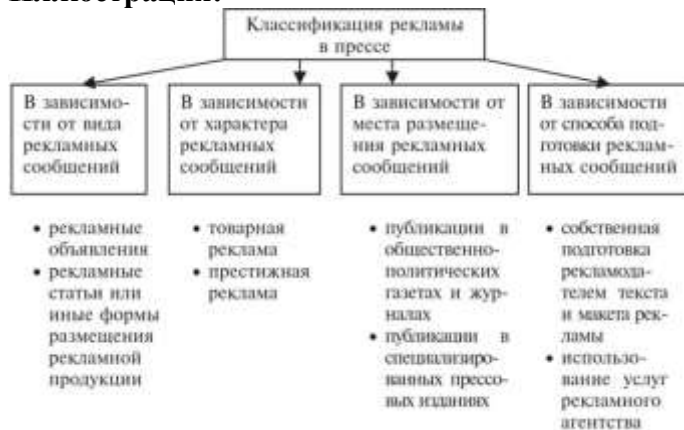 Классификация рекламы
в прессе
В зависимо-
сти от вида
рекламных
сообщений
В зависимости
от характера
рекламных
сообщений
В зависимости от
места размеще-
ния рекламных
сообщений
В зависимости
от способа под-
готовки реклам-
ных сообщений
• рекламные
объявления
• рекламные
статьи или
иные формы
размещения
рекламной
продукции
• товарная
реклама
• престижная
реклама
• публикации в
общественно-
политических
газетах и жур-
налах
• публикации в
специализиро-
ванных прессо-
вых изданиях
• собственная
подготовка
рекламода-
телем текста
и макета рек-
ламы
• использо-
вание услуг
рекламного
агентства